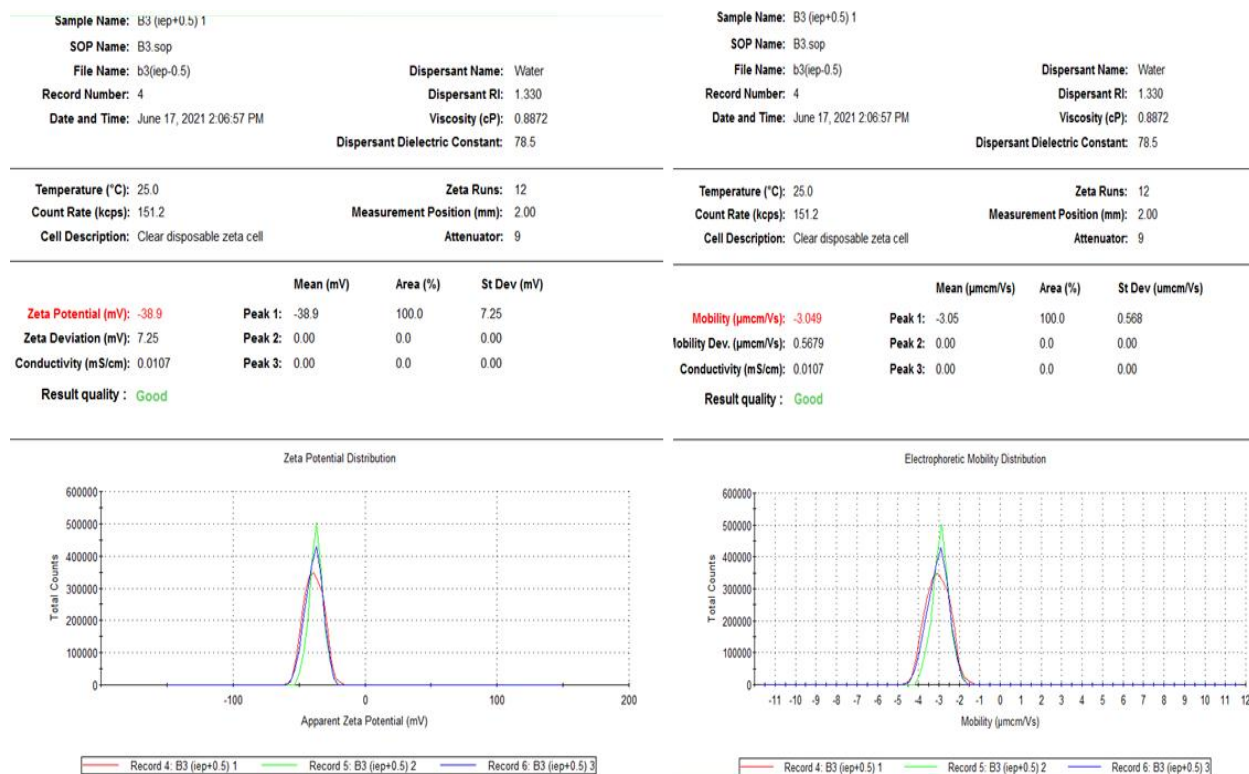 Sample Name: B3 (iep+0.5) 1
SOP Name: B3.sop
File Name: b3(iep-0.5) Dispersant Name: Water
Record Number: 4 Dispersant RI: 1.330
Date and Time: June 17, 2021 2:06:57 PM Viscosity (cP): 0.8872
Dispersant Dielectric Constant: 78.5
Temperature (°C): 25.0 Zeta Runs: 12
Count Rate (kcps): 151.2 Measurement Position (mm): 2.00
Cell Description: Clear disposable zeta cell Attenuator: 9
Mean (mV) Area (%) St Dev (mV)
Zeta Potential (mV): -38.9 Peak 1: -38.9 100.0 7.25
Zeta Deviation (mV): 7.25 Peak 2: 0.00 0.0 0.00
Conductivity (mS/cm): 0.0107 Peak 3: 0.00 0.0 0.00
Result quality : Good
Zeta Potential Distribution
600000
500000
400000
300000
200000
100000
0
Total Counts
-100 0 100 200
Apparent Zeta Potential (mV)
Record 4: B3 (iep+0.5) 1 Record 5: B3 (iep+0.5) 2 Record 6: B3 (iep+0.5) 3
Sample Name: B3 (iep+0.5) 1
SOP Name: B3.sop
File Name: b3(iep-0.5) Dispersant Name: Water
Record Number: 4 Dispersant RI: 1.330
Date and Time: June 17, 2021 2:06:57 PM Viscosity (cP): 0.8872
Dispersant Dielectric Constant: 78.5
Temperature (°C): 25.0 Zeta Runs: 12
Count Rate (kcps): 151.2 Measurement Position (mm): 2.00
Cell Description: Clear disposable zeta cell Attenuator: 9
Mean (µmcm/Vs) Area (%) St Dev (umcm/Vs)
Mobility (µmcm/Vs): -3.049 Peak 1: -3.05 100.0 0.568
Mobility Dev. (µmcm/Vs): 0.5679 Peak 2: 0.00 0.0 0.00
Conductivity (mS/cm): 0.0107 Peak 3: 0.00 0.0 0.00
Result quality : Good
Electrophoretic Mobility Distribution
600000
500000
400000
300000
200000
100000
0
Total Counts
-11 -10 -9 -8 -7 -6 -5 -4 -3 -2 -1 0 1 2 3 4 5 6 7 8 9 10 11 12
Mobility (µmcm/Vs)
Record 4: B3 (iep+0.5) 1 Record 5: B3 (iep+0.5) 2 Record 6: B3 (iep+0.5) 3